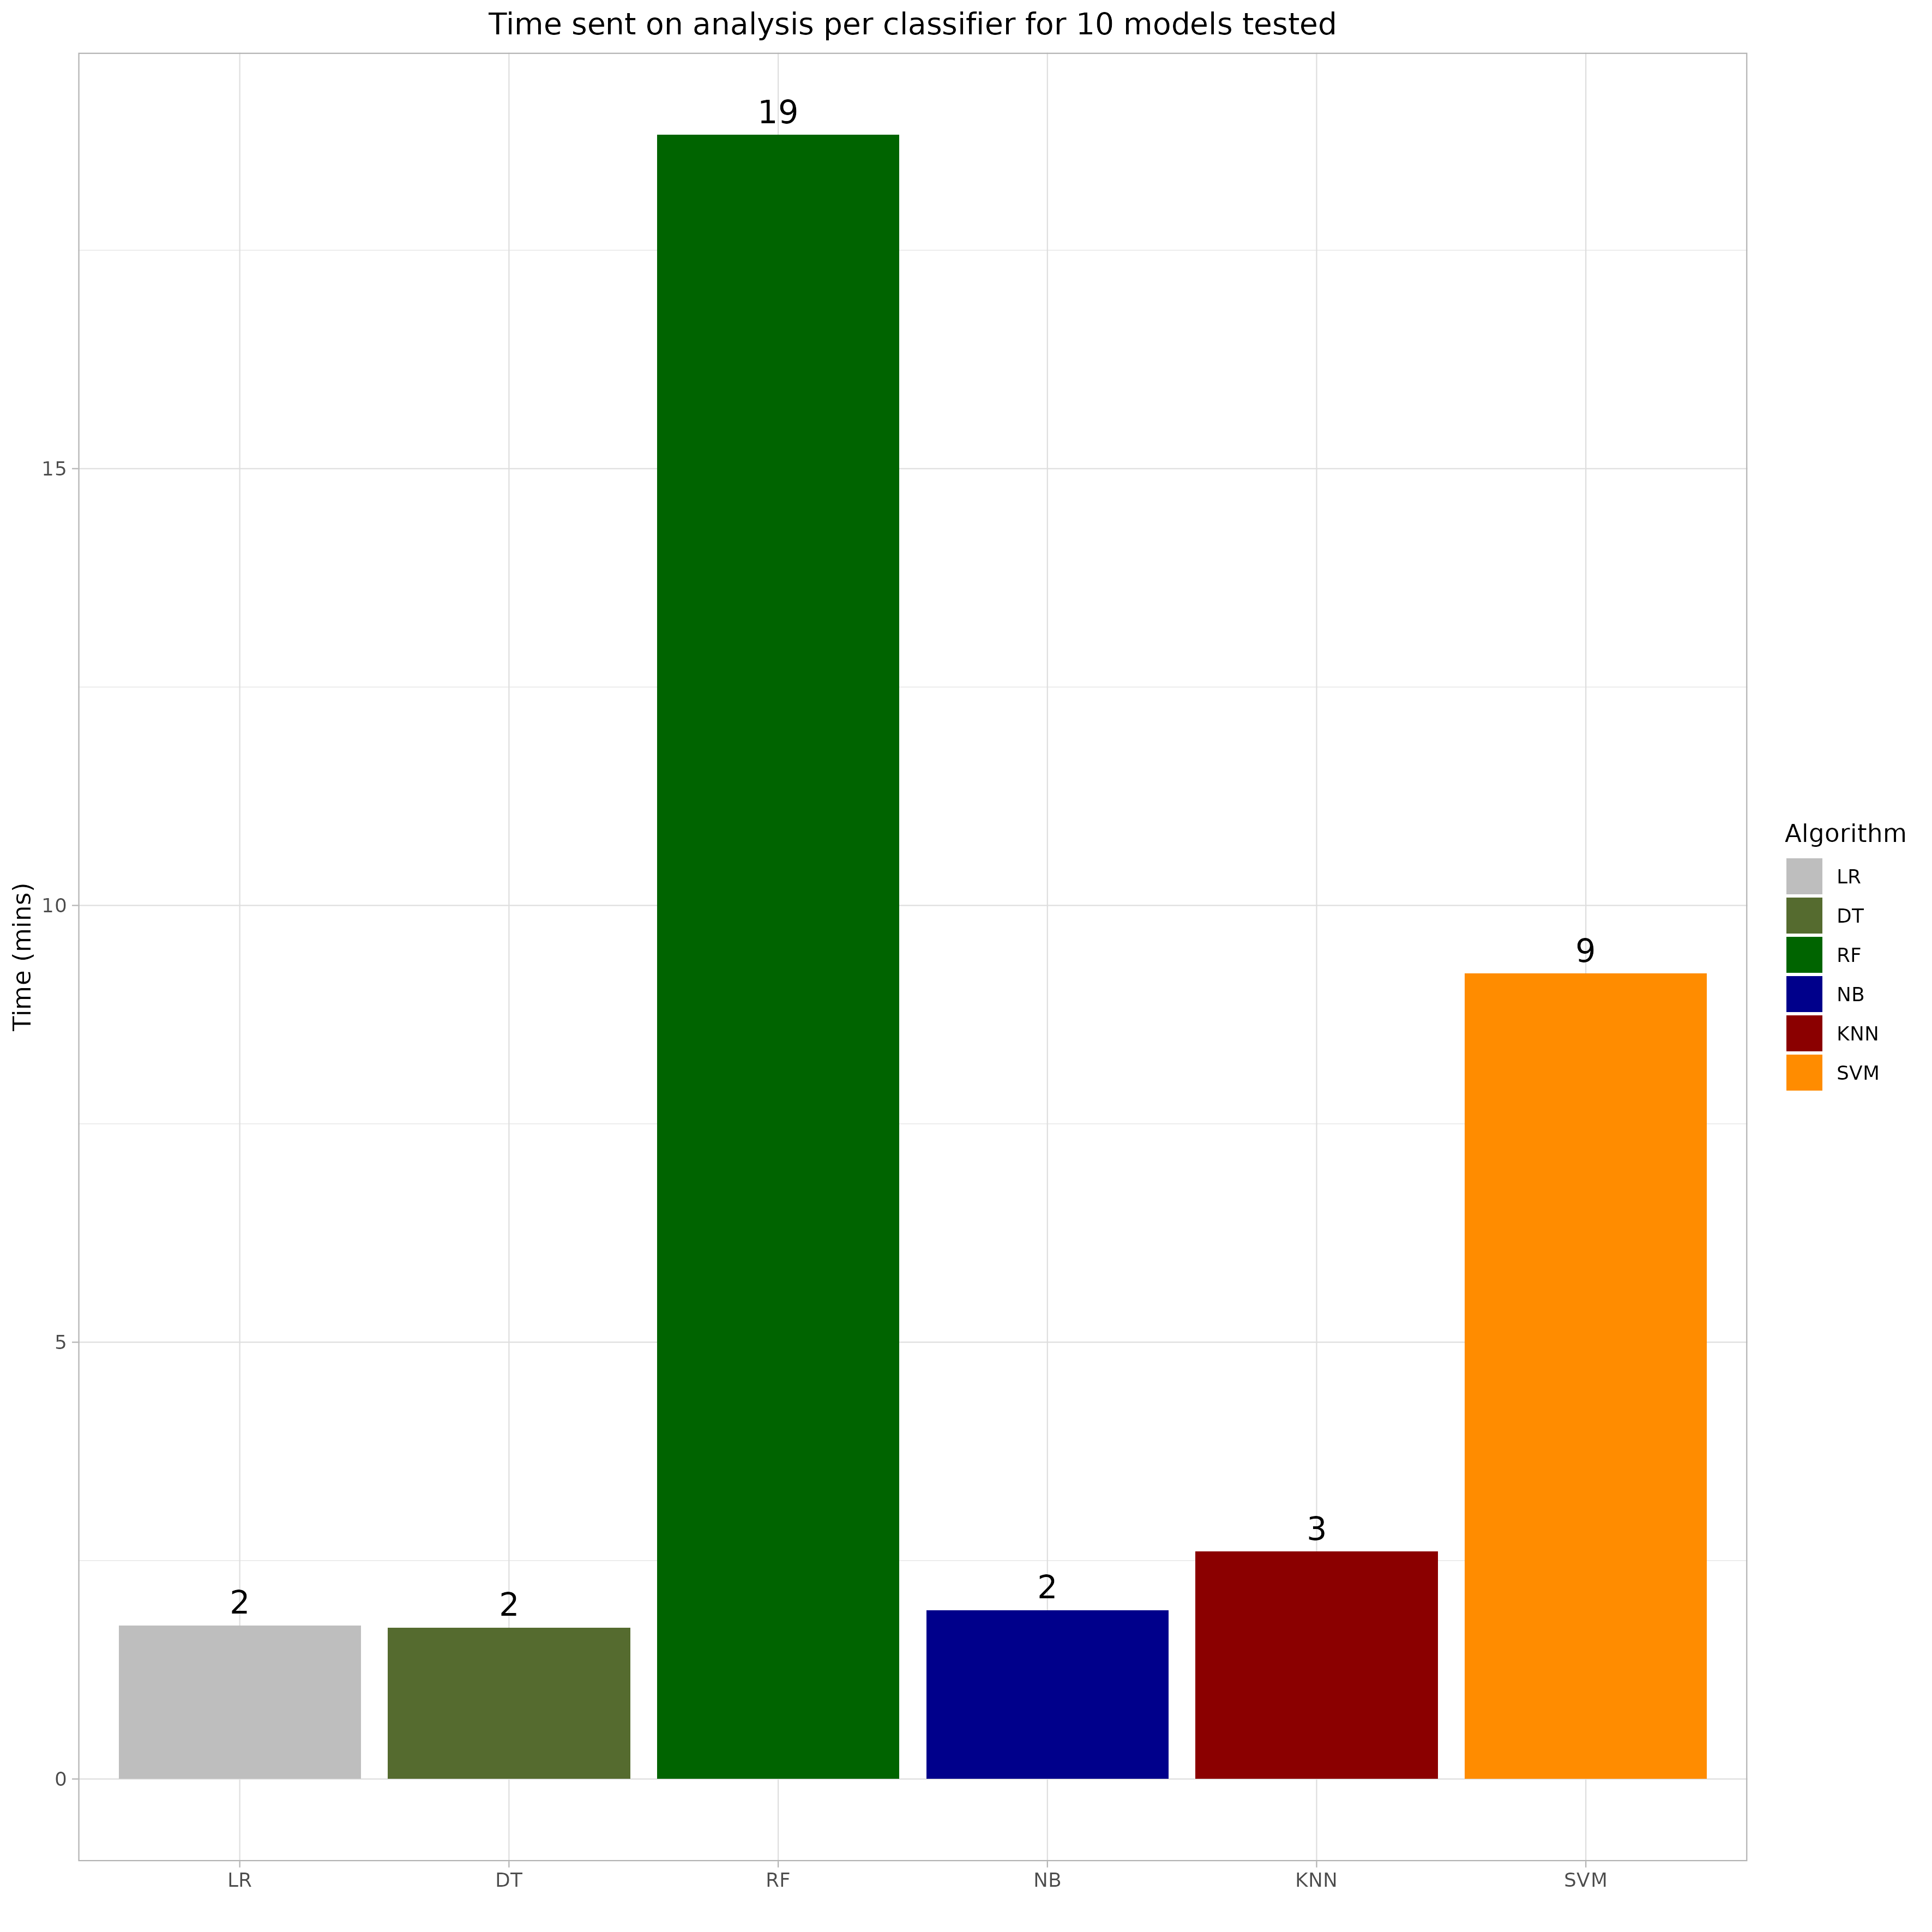 Time sent on analysis per classifier for 10 models tested
Time (mins)
15
10
5
0
2
2
19
2
3
9
LR
DT
RF
NB
KNN
SVM
Algorithm
LR
DT
RF
NB
KNN
SVM